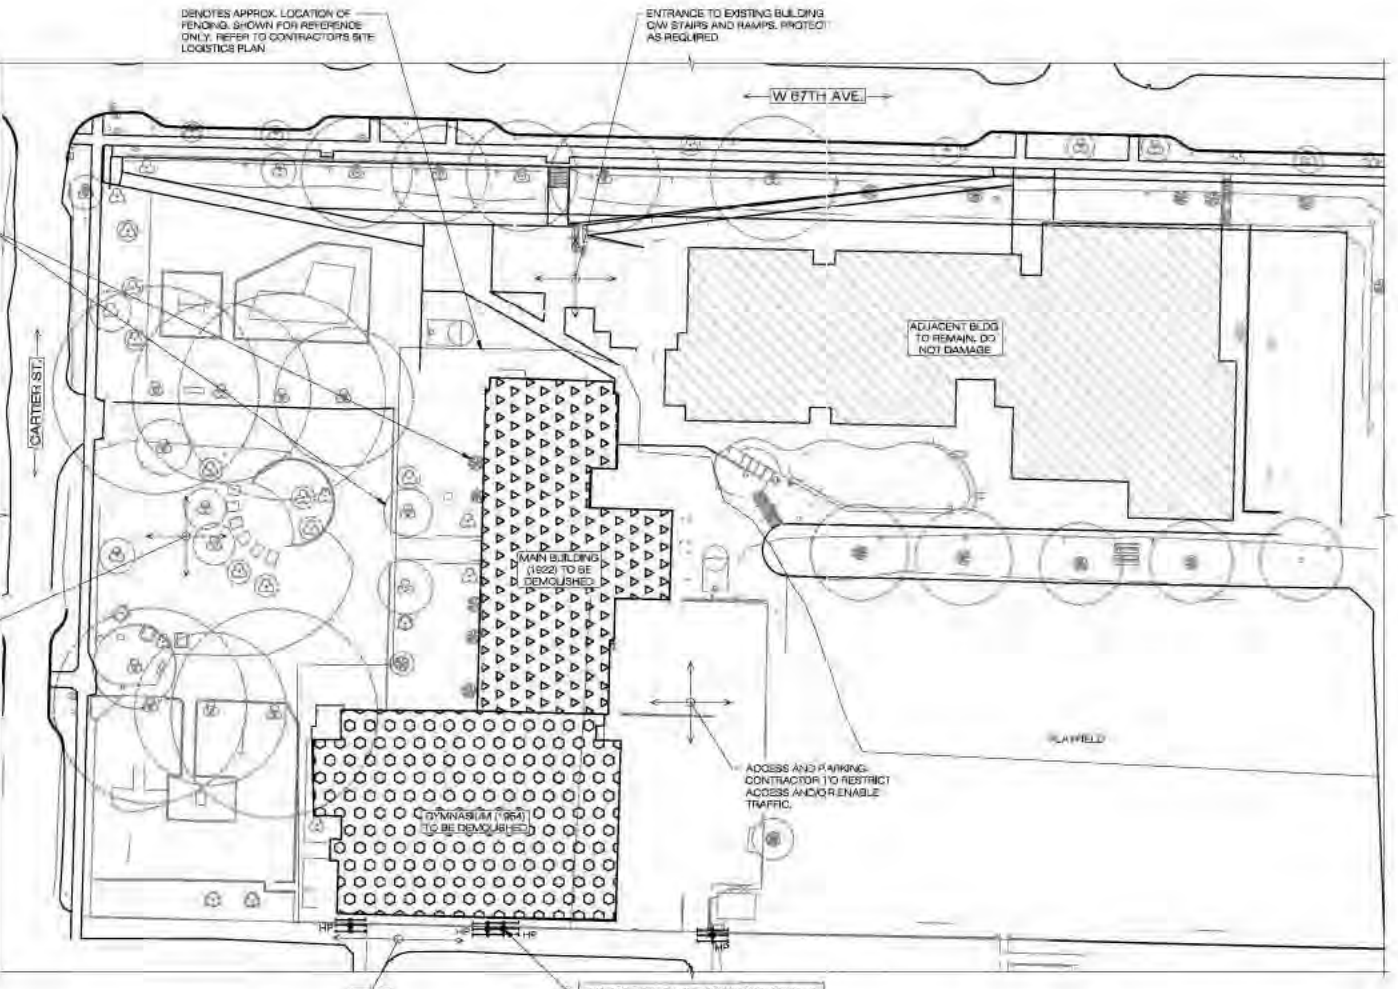 DENOTES APPROX. LOCATION OF
FENCING. SHOWN FOR REFERENCE
ONLY. REFER TO CONTRACTOR'S SITE
LOGISTICS PLAN
ENTRANCE TO EXISTING BUILDING
C/W STAIRS AND RAMPS. PROTECT
AS REQUIRED
W 67TH AVE.
CARTIER ST.
ADJACENT BLDG
TO REMAIN. DO
NOT DAMAGE
MAIN BUILDING
(1922) TO BE
DEMOLISHED
PLAYFIELD
ACCESS AND PARKING.
CONTRACTOR TO RESTRICT
ACCESS AND/OR ENABLE
TRAFFIC.
GYMNASIUM (1964)
TO BE DEMOLISHED
HP
HP
HP